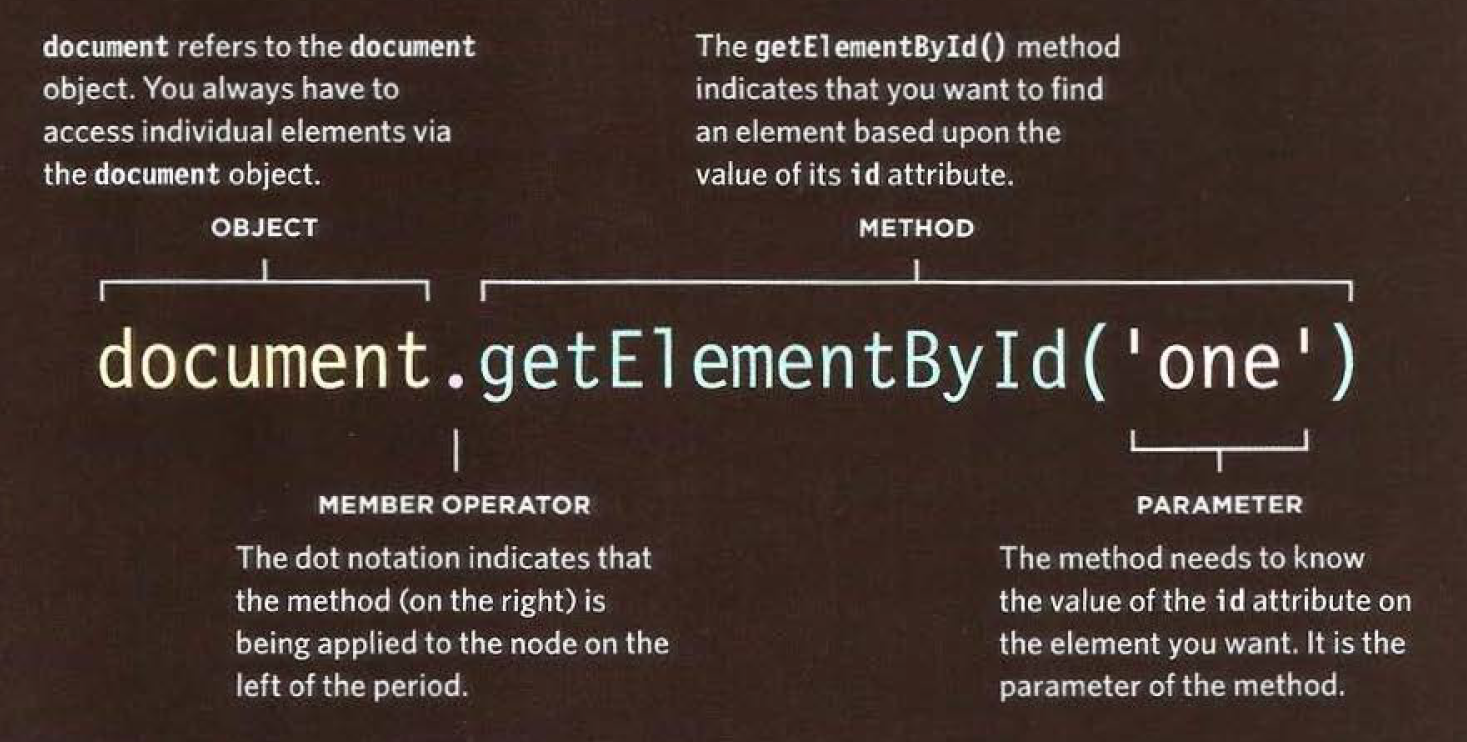 document refers to the document
object. You always have to
access individual elements via
the document object.
OBJECT
The getElementById() method
indicates that you want to find
an element based upon the
value of its id attribute.
METHOD
document.getElementById('one')
MEMBER OPERATOR
The dot notation indicates that
the method (on the right) is
being applied to the node on the
left of the period.
PARAMETER
The method needs to know
the value of the id attribute on
the element you want. It is the
parameter of the method.